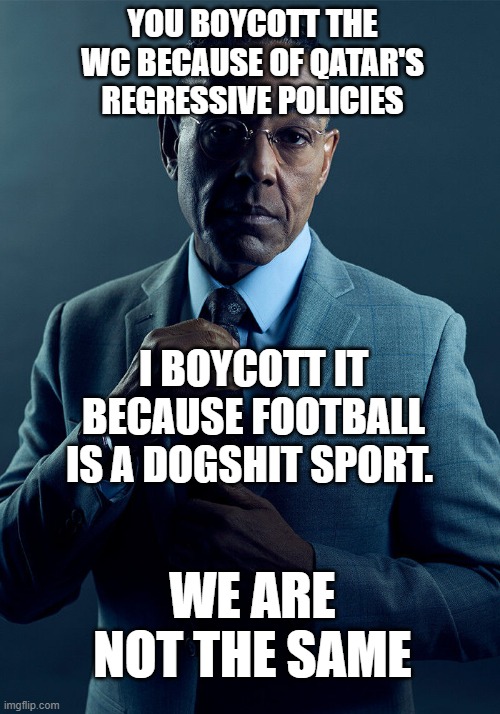 YOU BOYCOTT THE
WC BECAUSE OF QATAR'S
REGRESSIVE POLICIES
I BOYCOTT IT
BECAUSE FOOTBALL
IS A DOGSHIT SPORT.
WE ARE
NOT THE SAME
imgflip.com